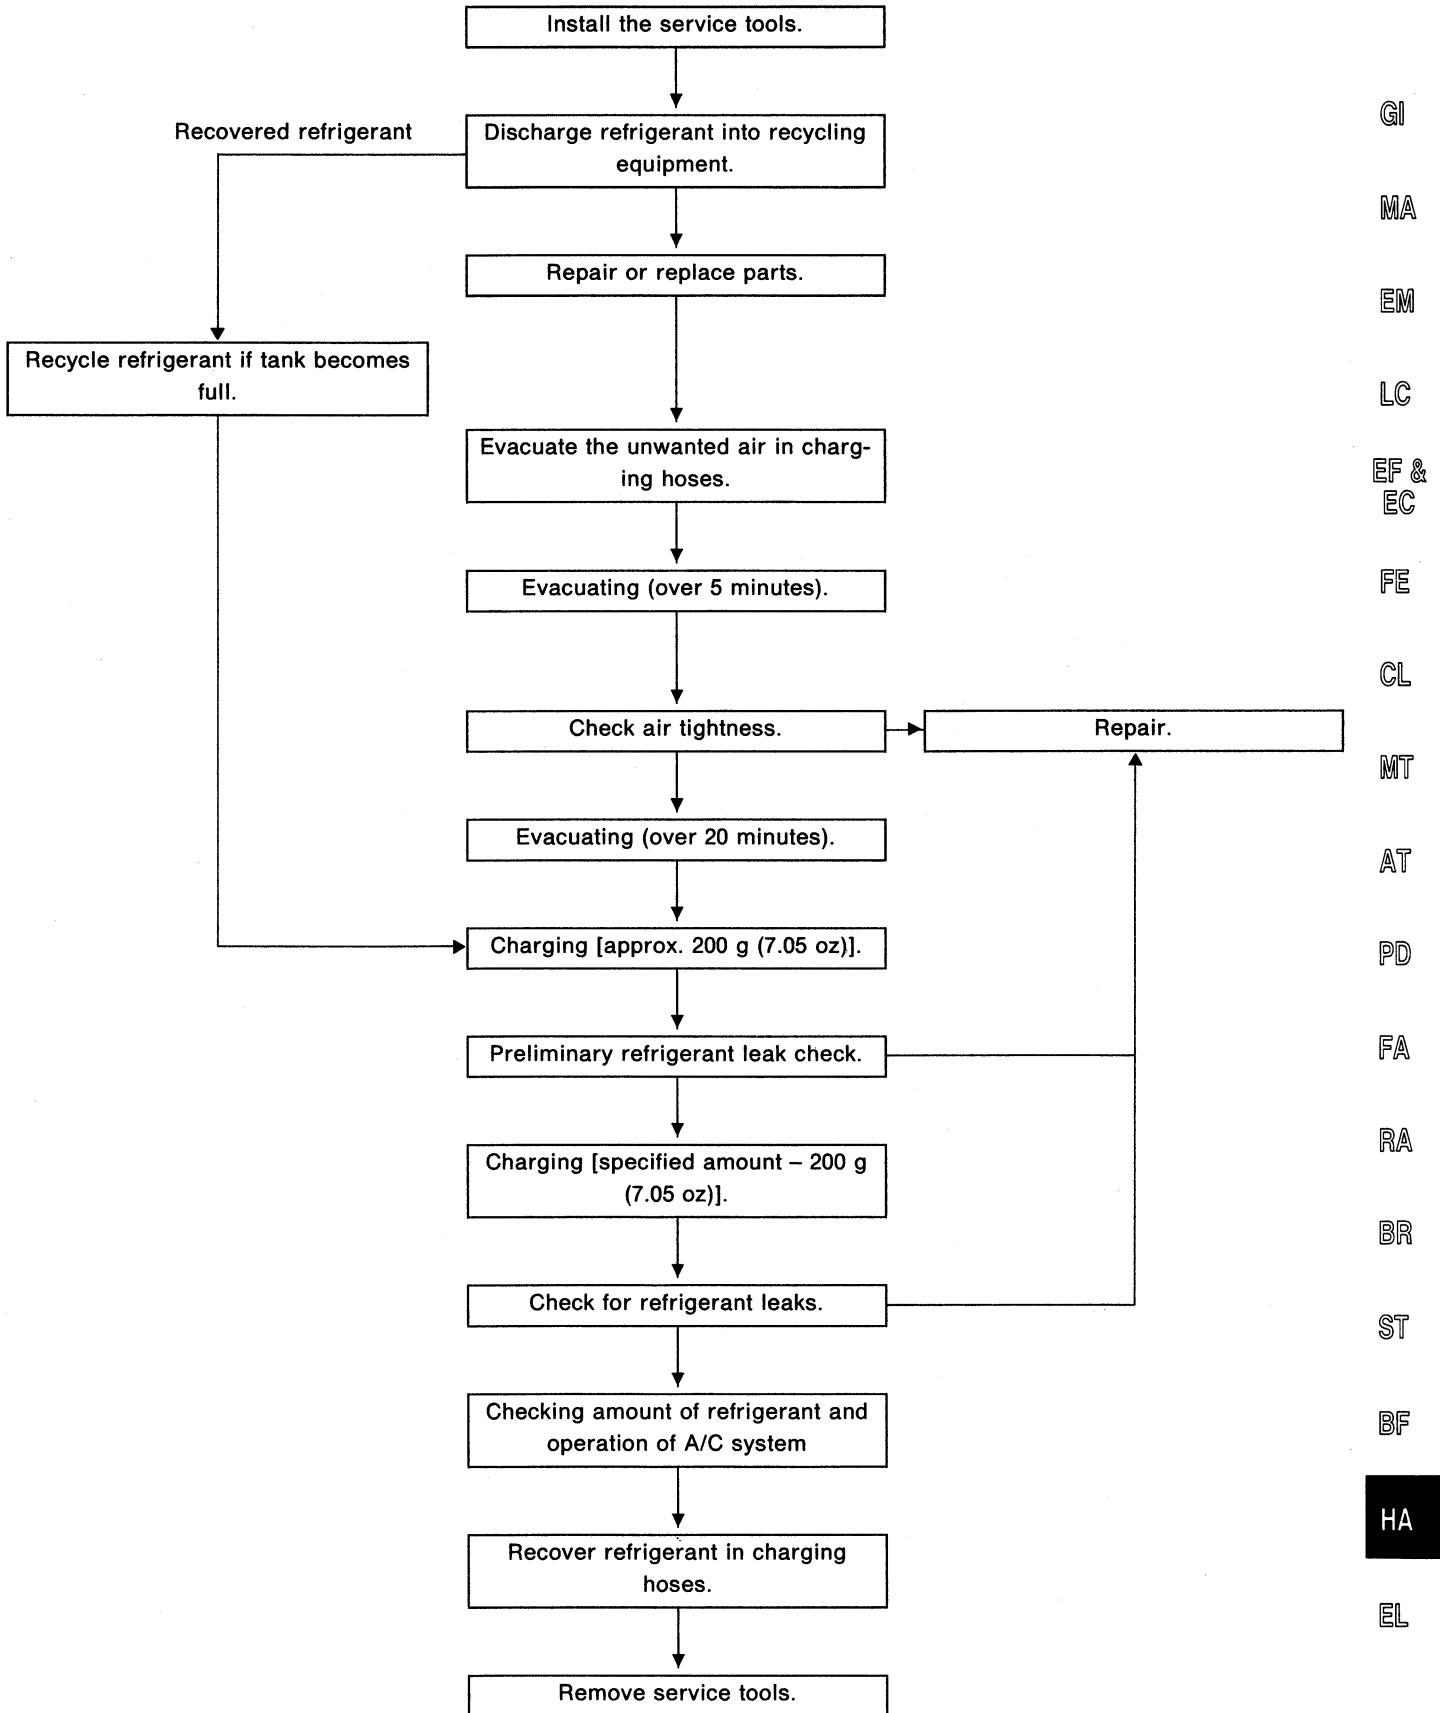 Install the service tools.
Recovered refrigerant
Discharge refrigerant into recycling
equipment.
Repair or replace parts.
Recycle refrigerant if tank becomes
full.
Evacuate the unwanted air in charg-
ing hoses.
Evacuating (over 5 minutes).
Check air tightness.
Repair.
Evacuating (over 20 minutes).
Charging [approx. 200 g (7.05 oz)].
Preliminary refrigerant leak check.
Charging [specified amount – 200 g
(7.05 oz)].
Check for refrigerant leaks.
Checking amount of refrigerant and
operation of A/C system
Recover refrigerant in charging
hoses.
Remove service tools.
GI
MA
EM
LC
EF &
EC
FE
CL
MT
AT
PD
FA
RA
BR
ST
BF
HA
EL